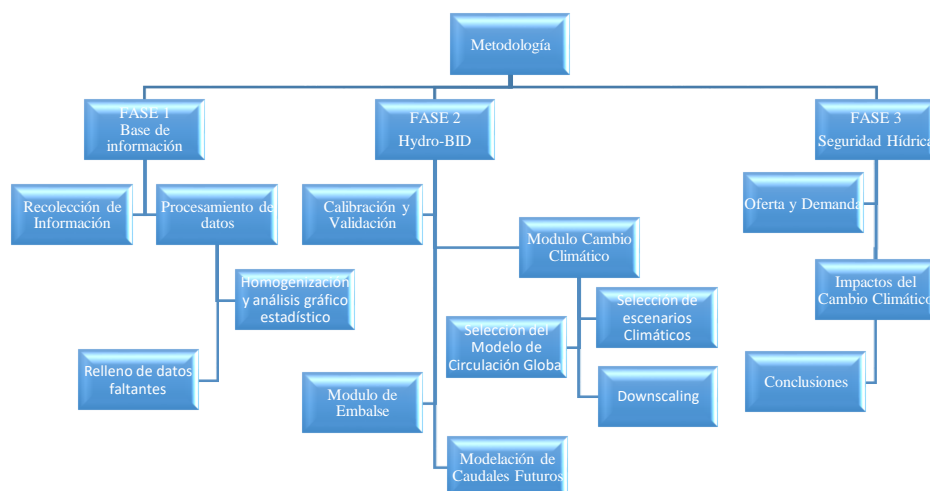 Metodología
FASE 1
Base de
información
FASE 2
Hydro-BID
FASE 3
Seguridad Hídrica
Recolección de
Información
Procesamiento de
datos
Homogenización
y análisis gráfico
estadístico
Relleno de datos
faltantes
Calibración y
Validación
Modulo Cambio
Climático
Selección de
escenarios
Climáticos
Selección del
Modelo de
Circulación Global
Downscaling
Modulo de
Embalse
Modelación de
Caudales Futuros
Oferta y Demanda
Impactos del
Cambio Climático
Conclusiones